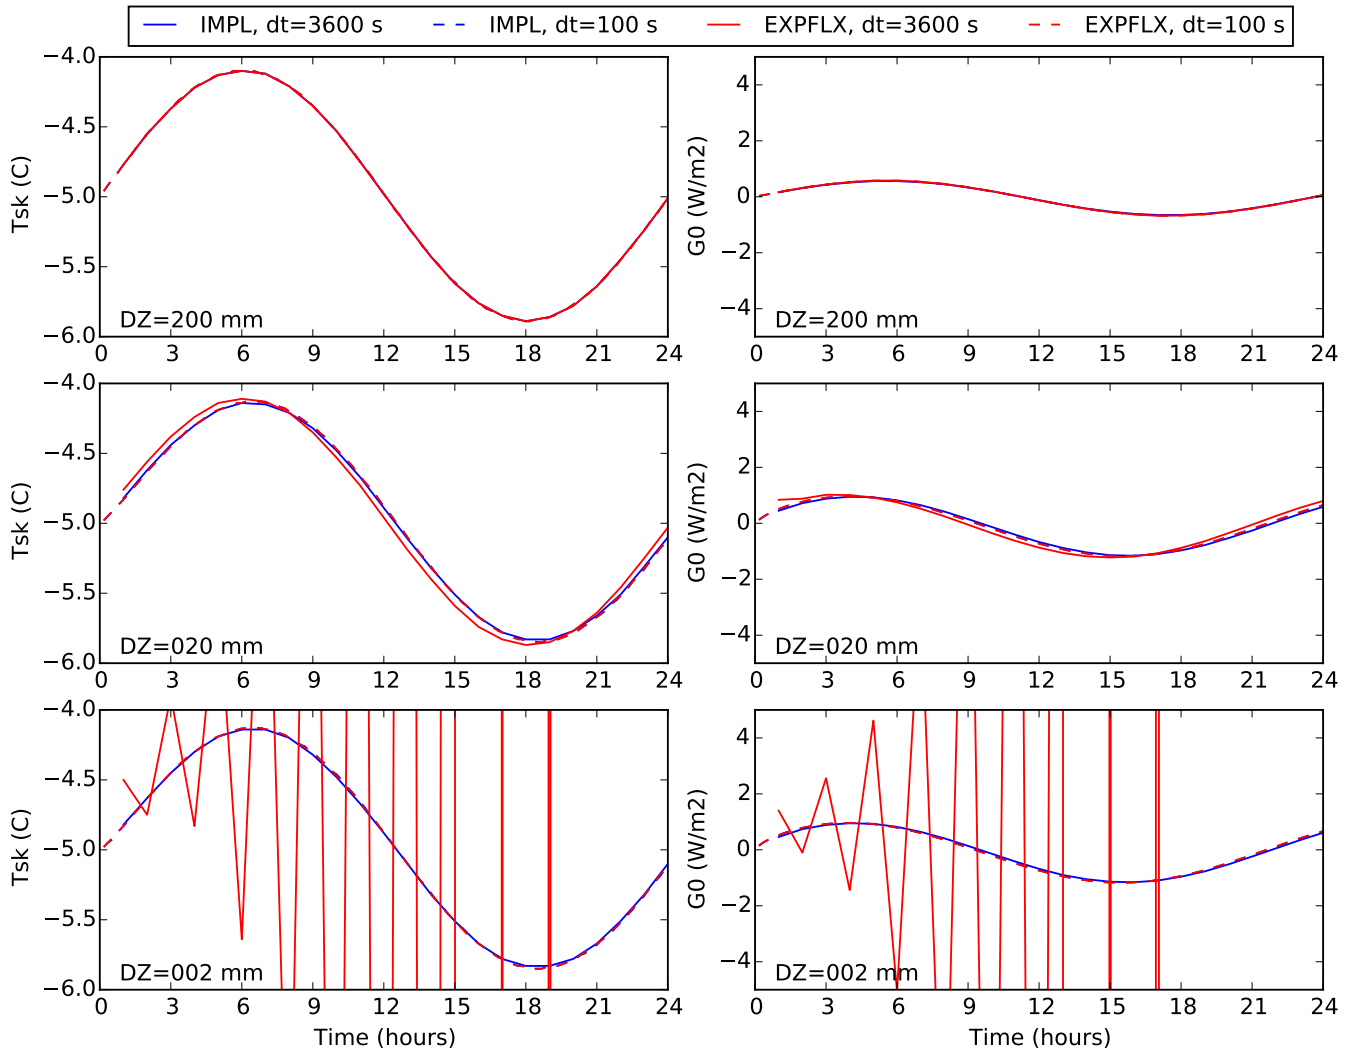 IMPL, dt=3600 s IMPL, dt=100 s EXPFLX, dt=3600 s EXPFLX, dt=100 s
−4.0
−4.5
−5.0
−5.5
−6.0
Tsk (C)
DZ=200 mm
0 3 6 9 12 15 18 21 24
4
2
0
−2
−4
G0 (W/m2)
DZ=200 mm
0 3 6 9 12 15 18 21 24
−4.0
−4.5
−5.0
−5.5
−6.0
Tsk (C)
DZ=020 mm
0 3 6 9 12 15 18 21 24
4
2
0
−2
−4
G0 (W/m2)
DZ=020 mm
0 3 6 9 12 15 18 21 24
−4.0
−4.5
−5.0
−5.5
−6.0
Tsk (C)
DZ=002 mm
0 3 6 9 12 15 18 21 24
Time (hours)
4
2
0
−2
−4
G0 (W/m2)
DZ=002 mm
0 3 6 9 12 15 18 21 24
Time (hours)